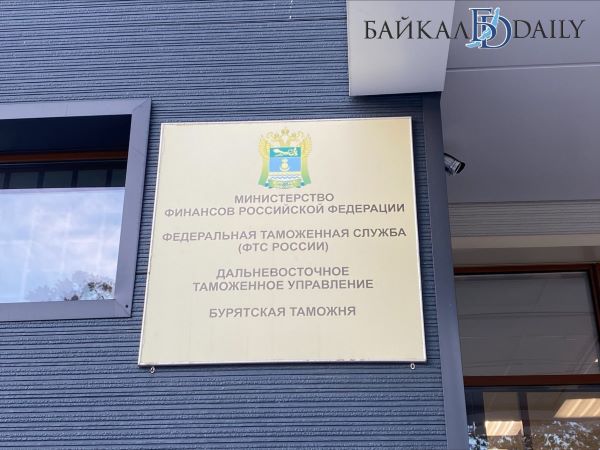 БАЙКАЛ DAILY
МИНИСТЕРСТВО
ФИНАНСОВ РОССИЙСКОЙ ФЕДЕРАЦИИ
ФЕДЕРАЛЬНАЯ ТАМОЖЕННАЯ СЛУЖБА
(ФТС РОССИИ)
ДАЛЬНЕВОСТОЧНОЕ
ТАМОЖЕННОЕ УПРАВЛЕНИЕ
БУРЯТСКАЯ ТАМОЖНЯ